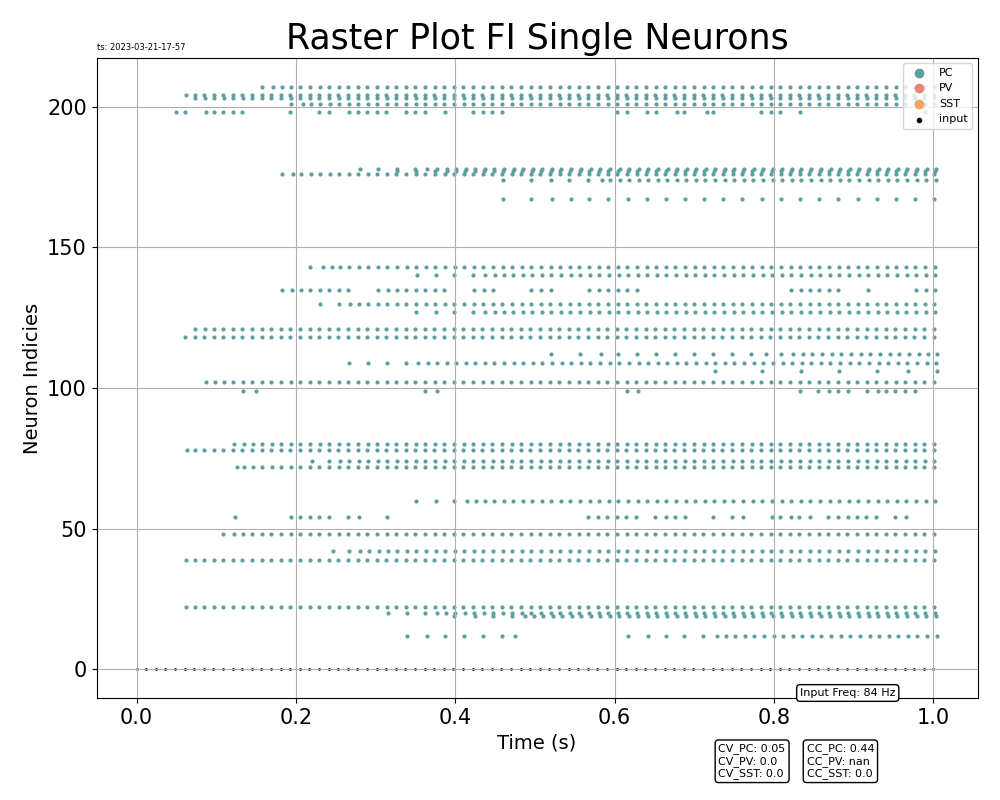 Raster Plot FI Single Neurons
ts: 2023-03-21-17-57
PC
PV
SST
input
200
150
100
50
0
Neuron Indicies
0.0 0.2 0.4 0.6 0.8 1.0
Time (s)
Input Freq: 84 Hz
CV_PC: 0.05
CV_PV: 0.0
CV_SST: 0.0
CC_PC: 0.44
CC_PV: nan
CC_SST: 0.0